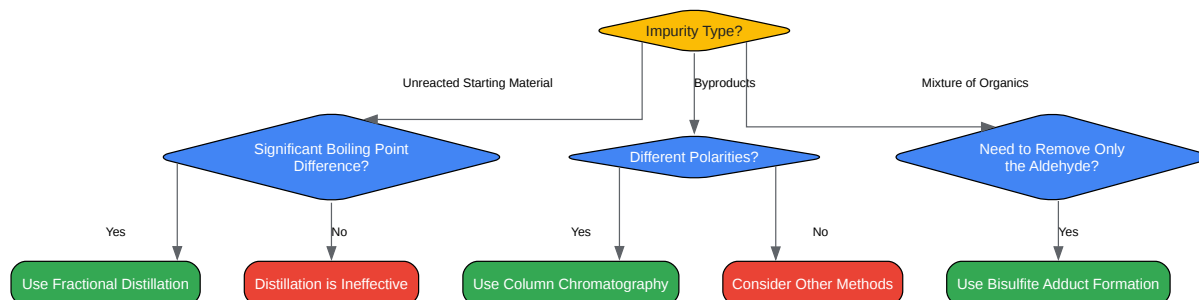 Impurity Type?
Unreacted Starting Material
Byproducts
Mixture of Organics
Significant Boiling Point
Difference?
Different Polarities?
Need to Remove Only
the Aldehyde?
Yes
No
Yes
No
Yes
Use Fractional Distillation
Distillation is Ineffective
Use Column Chromatography
Consider Other Methods
Use Bisulfite Adduct Formation